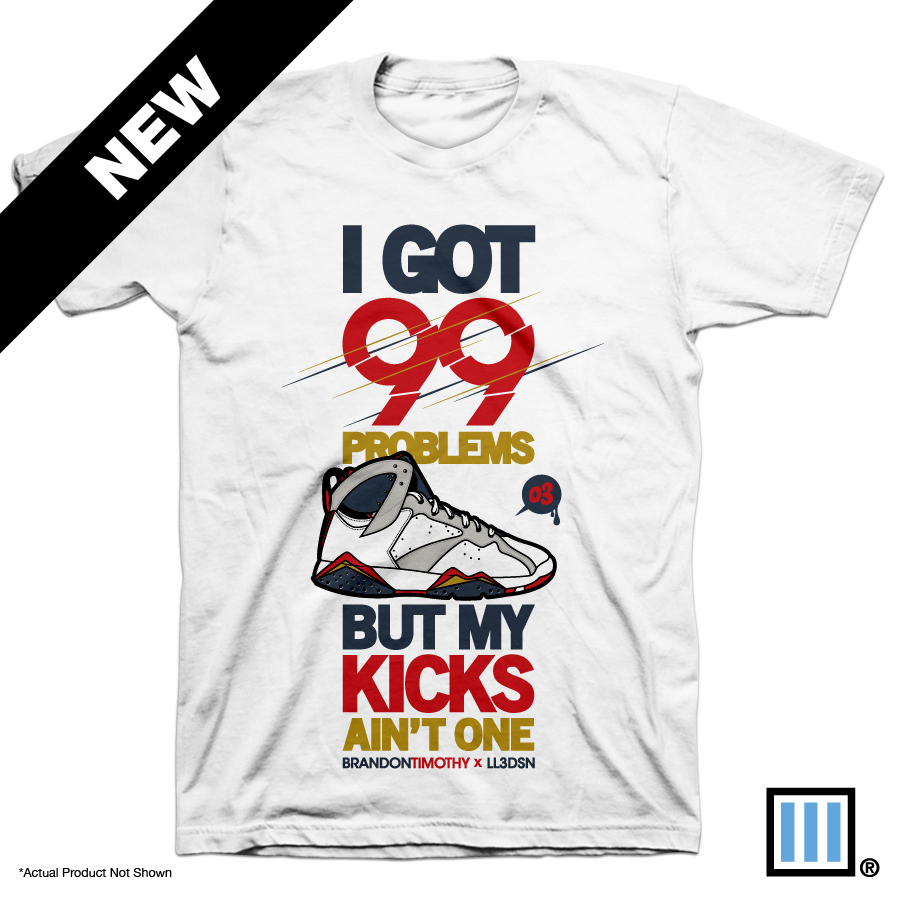 NEW
I GOT
99
PROBLEMS
03
BUT MY
KICKS
AIN'T ONE
BRANDONTIMOTHY x LL3DSN
*Actual Product Not Shown
®